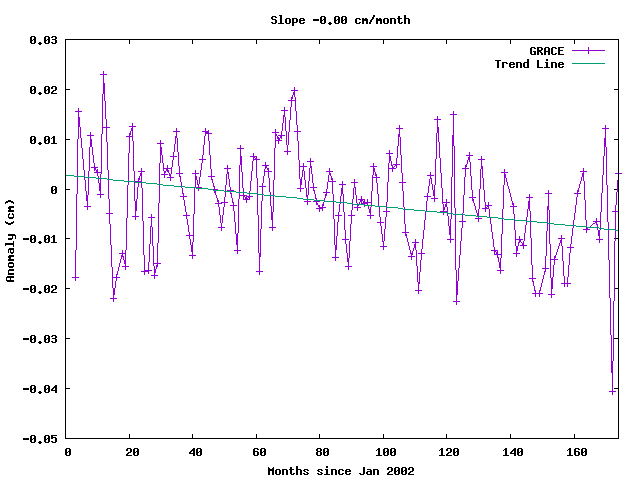 Slope -0.00 cm/month
GRACE
Trend Line
0.03
0.02
0.01
0
-0.01
-0.02
-0.03
-0.04
-0.05
Anomaly (cm)
0 20 40 60 80 100 120 140 160
Months since Jan 2002